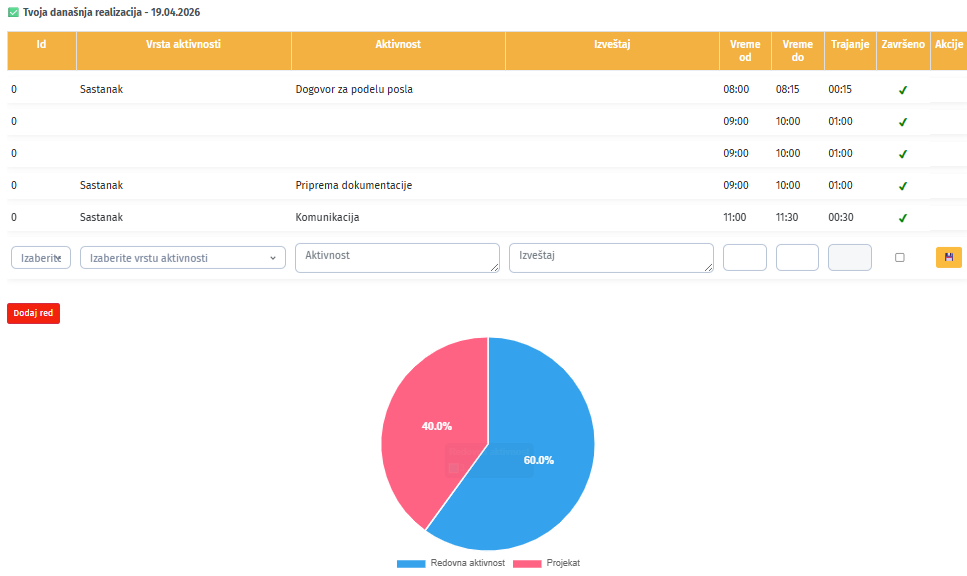 Tvoja današnja realizacija - 19.04.2026
Id Vrsta aktivnosti Aktivnost Izveštaj Vreme od Vreme do Trajanje Završeno Akcije
0 Sastanak Dogovor za podelu posla 08:00 08:15 00:15
0 09:00 10:00 01:00
0 09:00 10:00 01:00
0 Sastanak Priprema dokumentacije 09:00 10:00 01:00
0 Sastanak Komunikacija 11:00 11:30 00:30
Izaberite Izaberite vrstu aktivnosti Aktivnost Izveštaj
Dodaj red
40.0%
60.0%
Redovna aktivnost Projekat